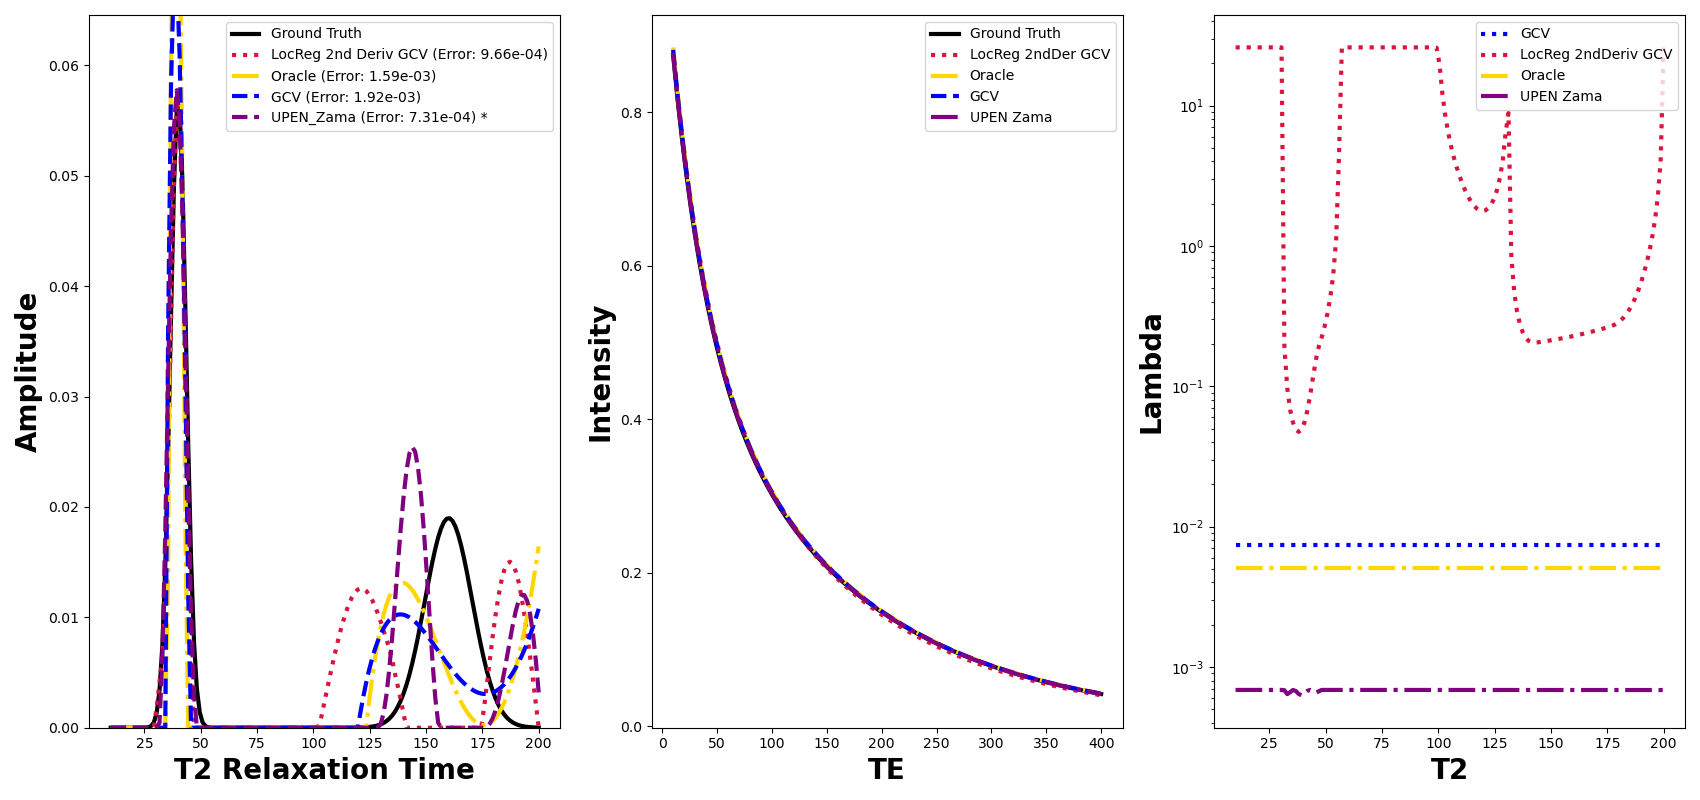 Amplitude
0.06
0.05
0.04
0.03
0.02
0.01
0.00
Ground Truth
LocReg 2nd Deriv GCV (Error: 9.66e-04)
Oracle (Error: 1.59e-03)
GCV (Error: 1.92e-03)
UPEN_Zama (Error: 7.31e-04) *
25 50 75 100 125 150 175 200
T2 Relaxation Time
Intensity
0.8
0.6
0.4
0.2
0.0
Ground Truth
LocReg 2ndDer GCV
Oracle
GCV
UPEN Zama
0 50 100 150 200 250 300 350 400
TE
Lambda
10¹
10⁰
10⁻¹
10⁻²
10⁻³
GCV
LocReg 2ndDeriv GCV
Oracle
UPEN Zama
25 50 75 100 125 150 175 200
T2